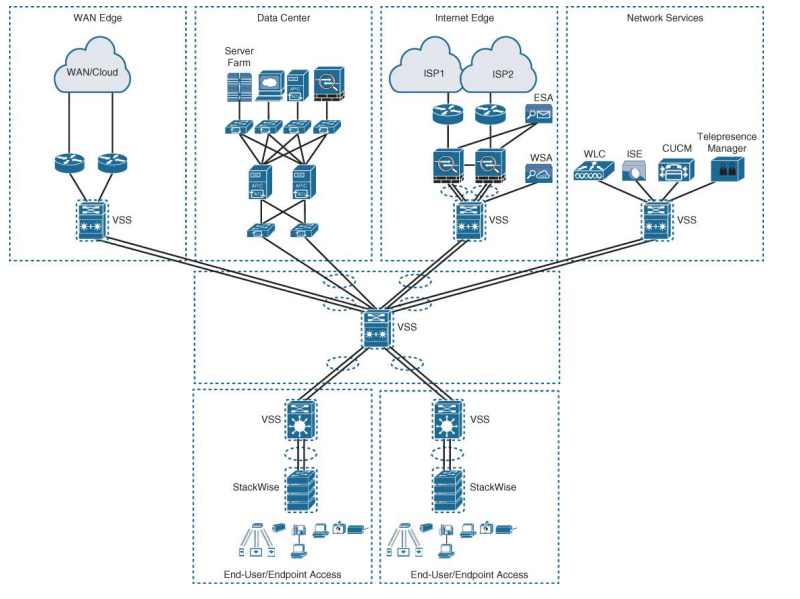 WAN Edge
Data Center
Internet Edge
Network Services
WAN/Cloud
Server
Farm
APIC
ISP1
ISP2
ESA
WSA
WLC
ISE
CUCM
Telepresence
Manager
APIC
APIC
VSS
VSS
VSS
VSS
VSS
VSS
StackWise
StackWise
End-User/Endpoint Access
End-User/Endpoint Access